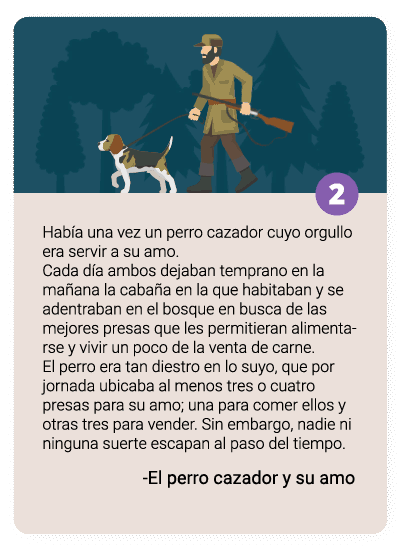 2
Había una vez un perro cazador cuyo orgullo
era servir a su amo.
Cada día ambos dejaban temprano en la
mañana la cabaña en la que habitaban y se
adentraban en el bosque en busca de las
mejores presas que les permitieran alimenta-
rse y vivir un poco de la venta de carne.
El perro era tan diestro en lo suyo, que por
jornada ubicaba al menos tres o cuatro
presas para su amo; una para comer ellos y
otras tres para vender. Sin embargo, nadie ni
ninguna suerte escapan al paso del tiempo.
-El perro cazador y su amo